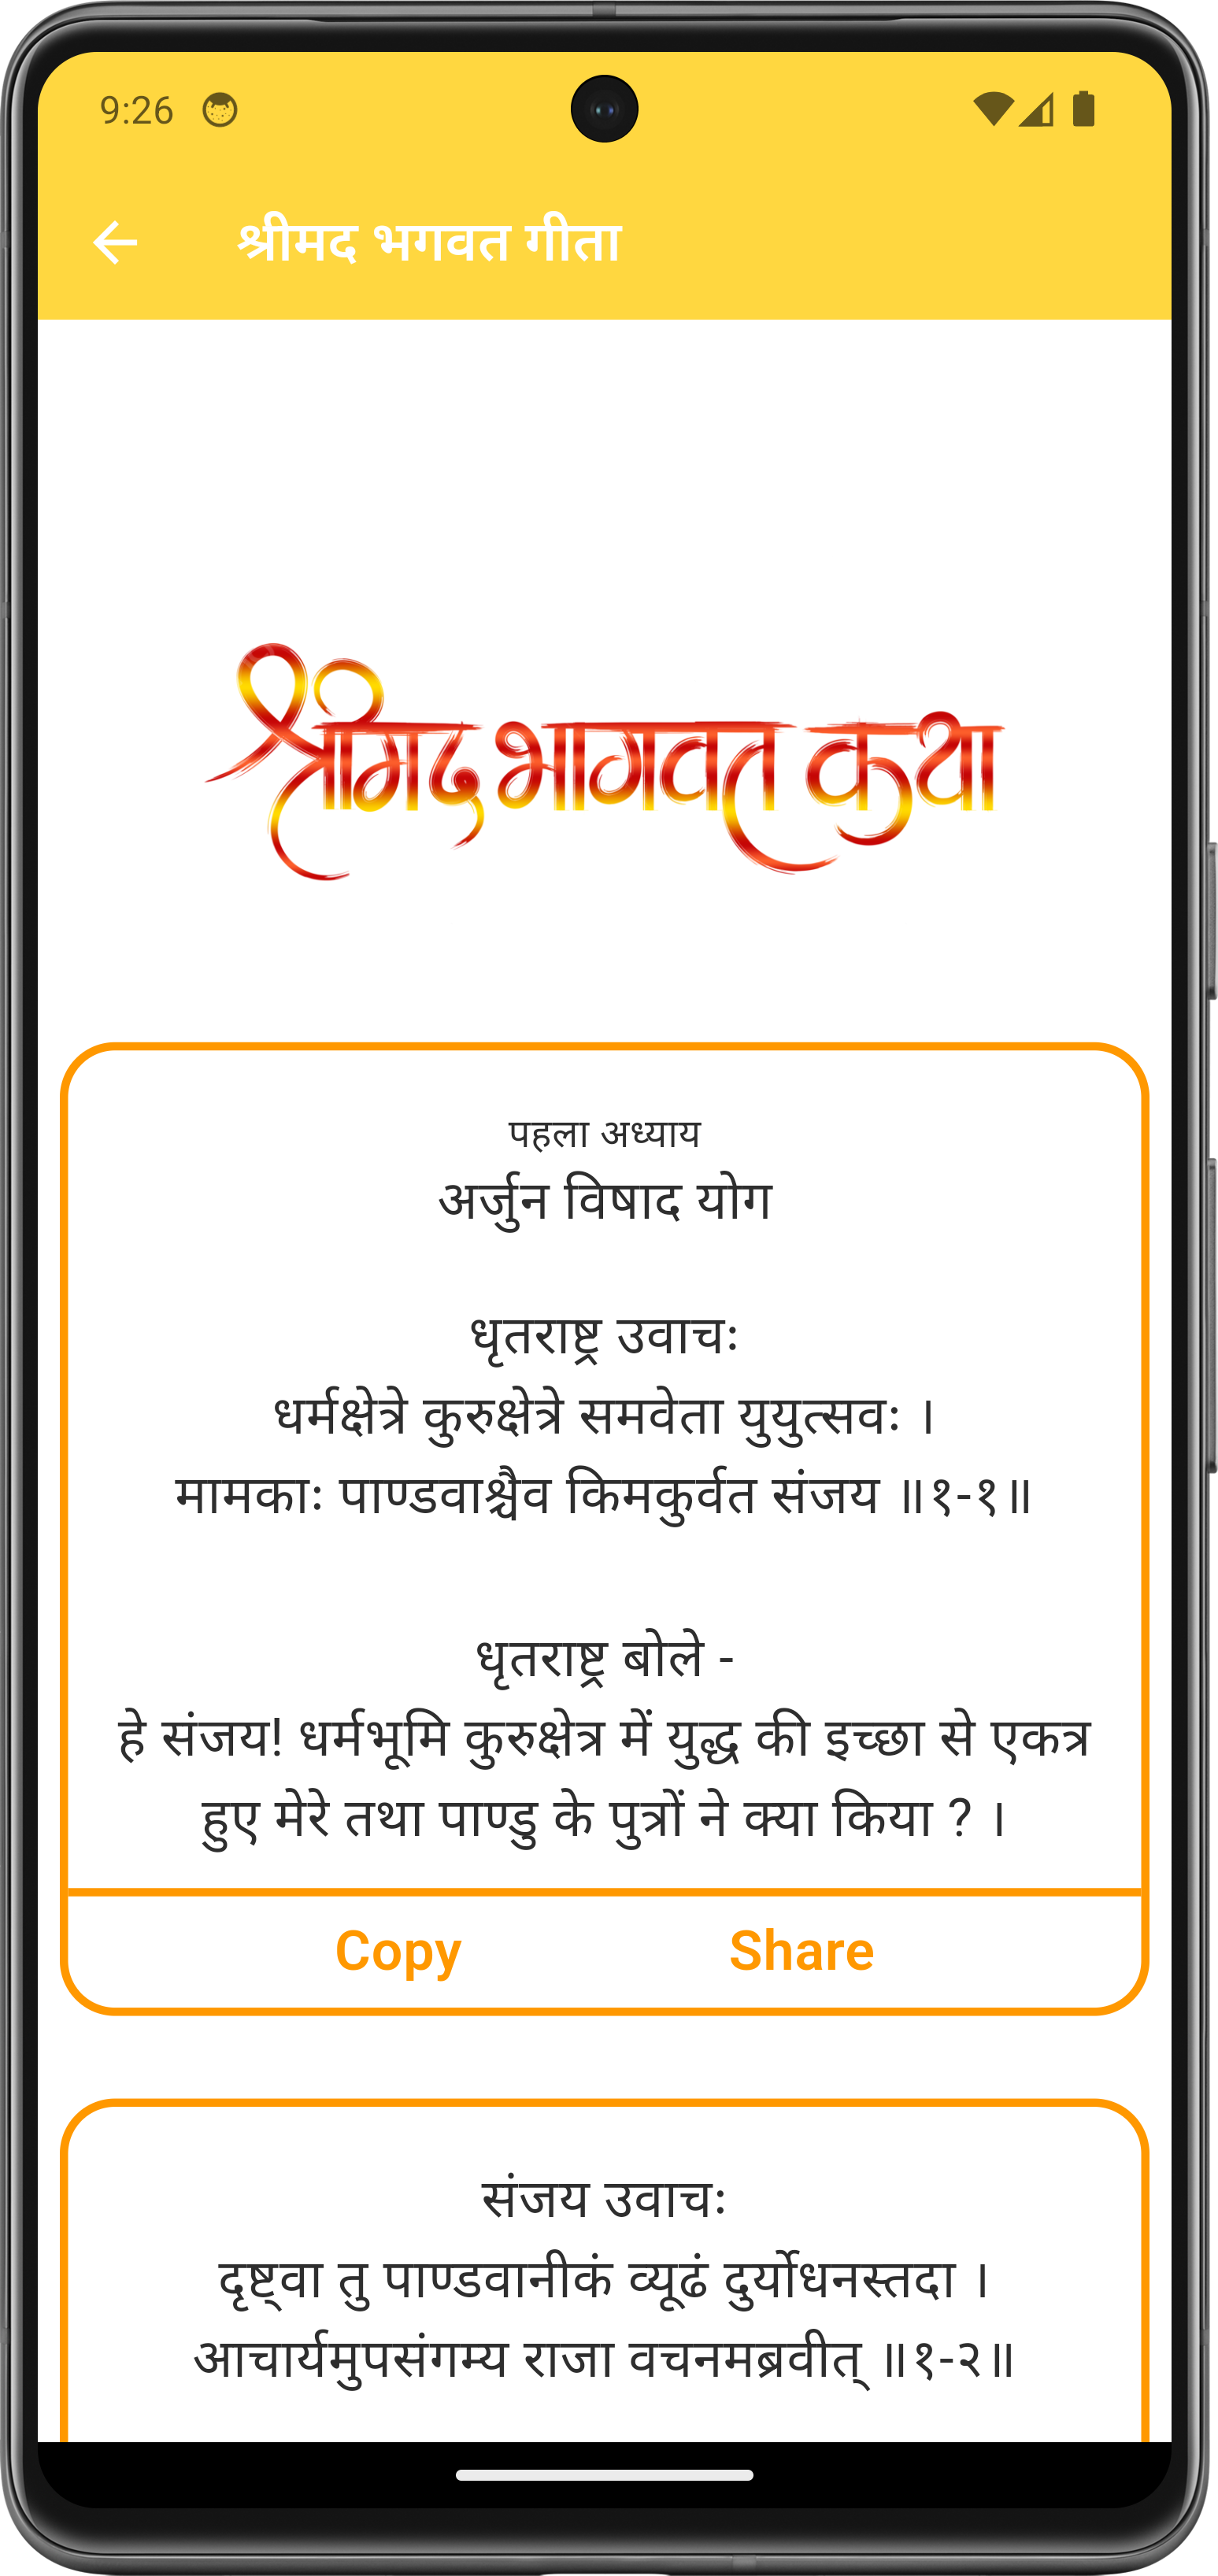 9:26
श्रीमद भगवत गीता
श्रीमद भागवत कथा
पहला अध्याय
अर्जुन विषाद योग
धृतराष्ट्र उवाचः
धर्मक्षेत्रे कुरुक्षेत्रे समवेता युयुत्सवः ।
मामकाः पाण्डवाश्चैव किमकुर्वत संजय ॥१-१॥
धृतराष्ट्र बोले -
हे संजय! धर्मभूमि कुरुक्षेत्र में युद्ध की इच्छा से एकत्र
हुए मेरे तथा पाण्डु के पुत्रों ने क्या किया ? ।
Copy Share
संजय उवाचः
दृष्ट्वा तु पाण्डवानीकं व्यूढं दुर्योधनस्तदा ।
आचार्यमुपसंगम्य राजा वचनमब्रवीत् ॥१-२॥